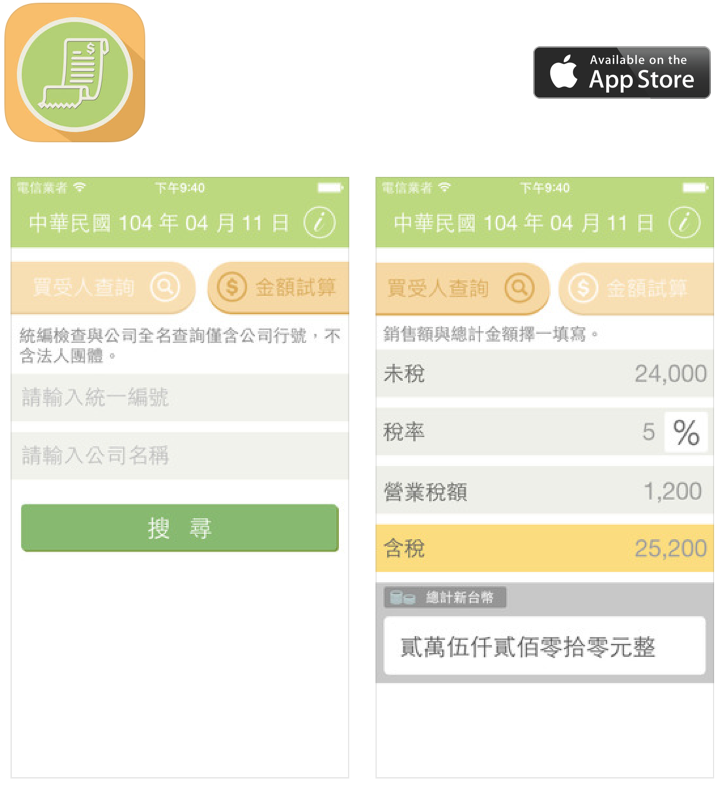 $
Available on the
App Store
電信業者 下午9:40
中華民國 104 年 04 月 11 日 i
買受人查詢 $ 金額試算
統編檢查與公司全名查詢僅含公司行號，不
含法人團體。
請輸入統一編號
請輸入公司名稱
搜 尋
電信業者 下午9:40
中華民國 104 年 04 月 11 日 i
買受人查詢 $ 金額試算
銷售額與總計金額擇一填寫。
未稅 24,000
稅率 5 %
營業稅額 1,200
含稅 25,200
總計新台幣
貳萬伍仟貳佰零拾零元整